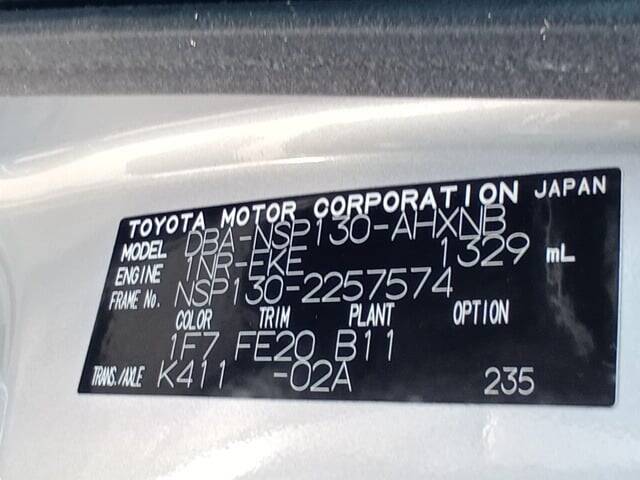 TOYOTA MOTOR CORPORATION JAPAN
MODEL DBA-NSP130-AHXNB
ENGINE 1NR-FKE 1329 mL
FRAME No. NSP130-2257574
COLOR TRIM PLANT OPTION
1F7 FE20 B11
TRANS./AXLE K411 -02A 235